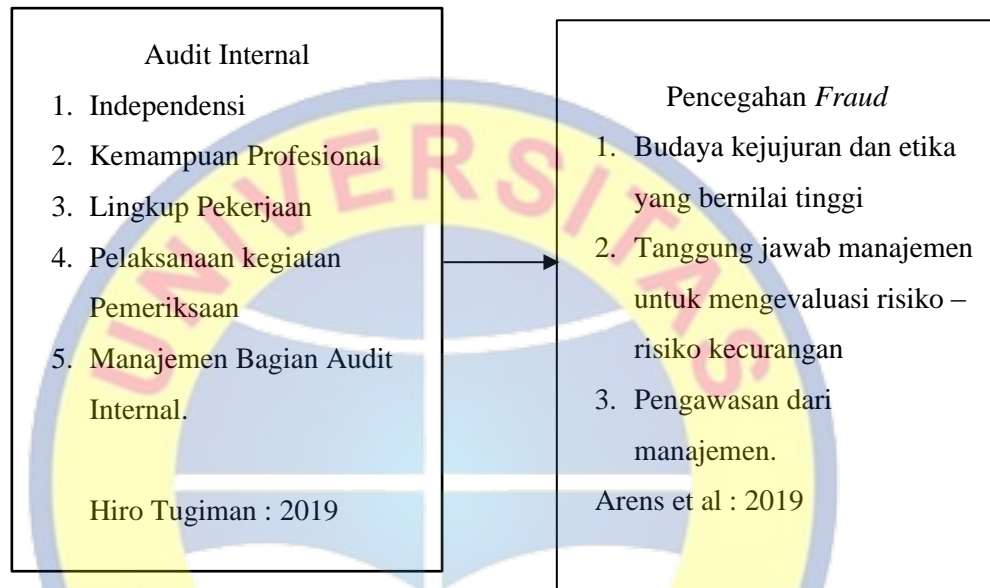 Audit Internal
1. Independensi
2. Kemampuan Profesional
3. Lingkup Pekerjaan
4. Pelaksanaan kegiatan
Pemeriksaan
5. Manajemen Bagian Audit
Internal.
Hiro Tugiman : 2019
Pencegahan Fraud
1. Budaya kejujuran dan etika
yang bernilai tinggi
2. Tanggung jawab manajemen
untuk mengevaluasi risiko –
risiko kecurangan
3. Pengawasan dari
manajemen.
Arens et al : 2019
UNIVERSITAS